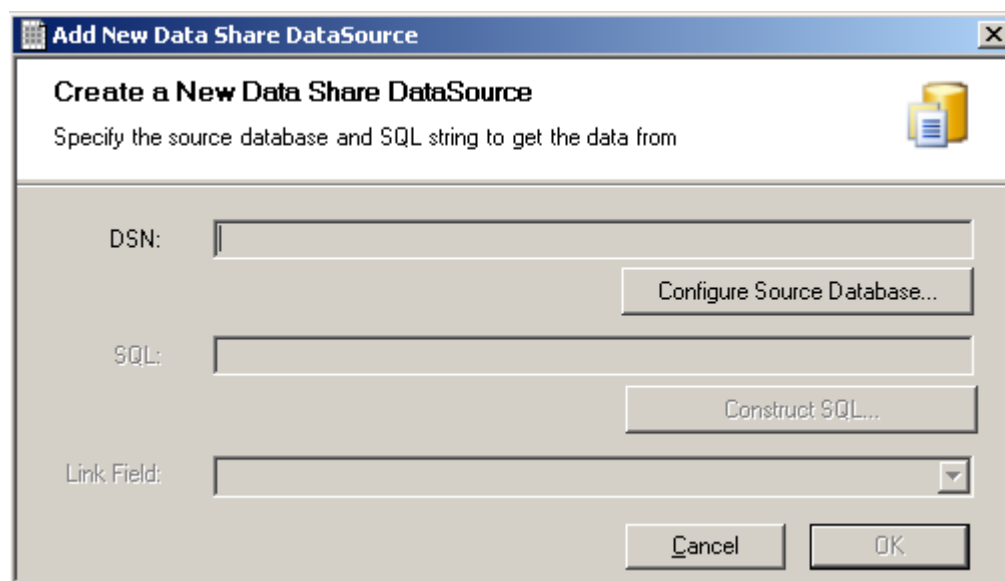 Add New Data Share DataSource
Create a New Data Share DataSource
Specify the source database and SQL string to get the data from
DSN:
Configure Source Database...
SQL:
Construct SQL...
Link Field:
Cancel
OK